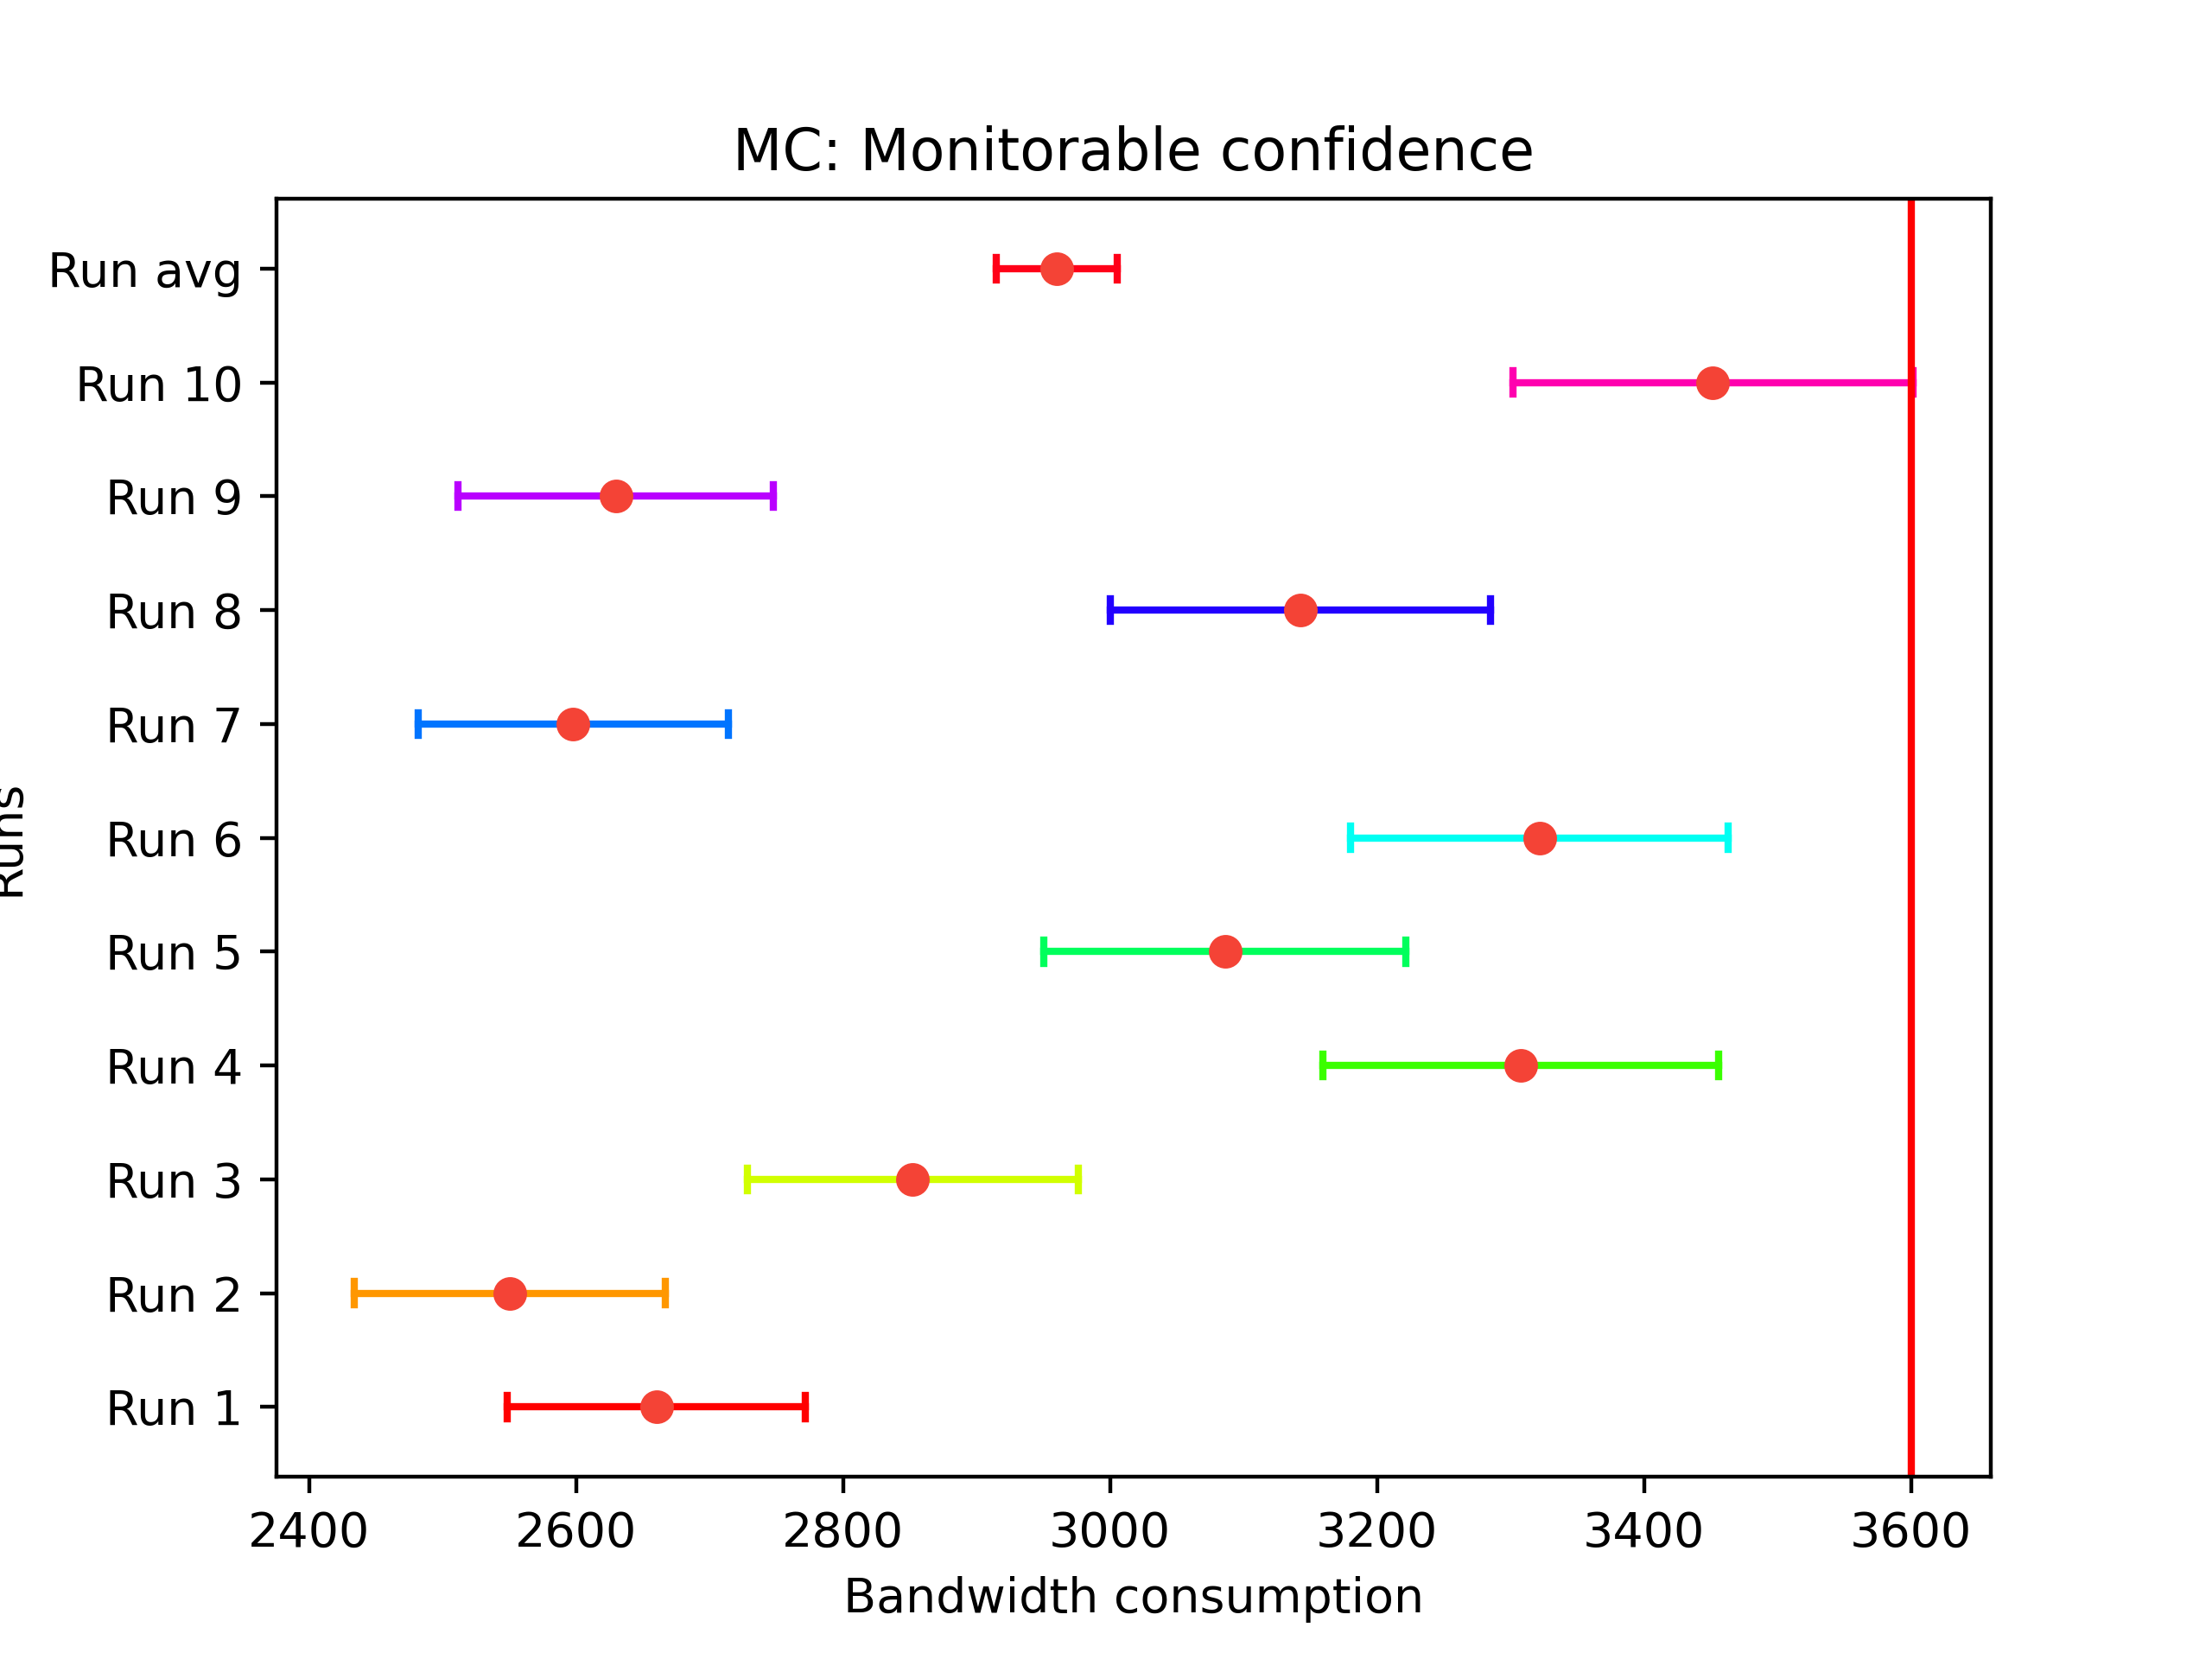 MC: Monitorable confidence
Run avg
Run 10
Run 9
Run 8
Run 7
Run 6
Run 5
Run 4
Run 3
Run 2
Run 1
Runs
2400 2600 2800 3000 3200 3400 3600
Bandwidth consumption